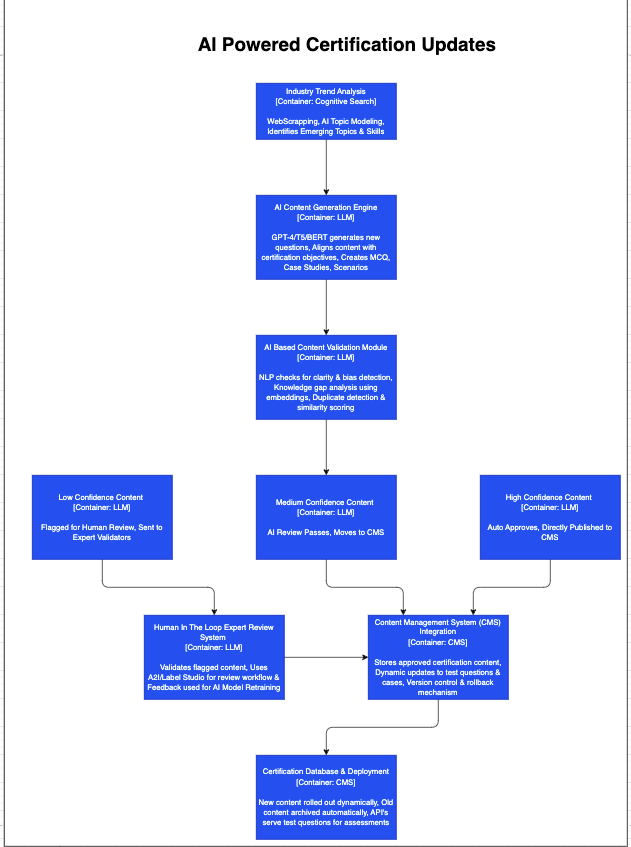 AI Powered Certification Updates
Industry Trend Analysis
[Container: Cognitive Search]
WebScrapping, AI Topic Modeling,
Identifies Emerging Topics & Skills
AI Content Generation Engine
[Container: LLM]
GPT-4/T5/BERT generates new
questions, Aligns content with
certification objectives, Creates MCQ,
Case Studies, Scenarios
AI Based Content Validation Module
[Container: LLM]
NLP checks for clarity & bias detection,
Knowledge gap analysis using
embeddings, Duplicate detection &
similarity scoring
Low Confidence Content
[Container: LLM]
Flagged for Human Review, Sent to
Expert Validators
Medium Confidence Content
[Container: LLM]
AI Review Passes, Moves to CMS
High Confidence Content
[Container: LLM]
Auto Approves, Directly Published to
CMS
Human In The Loop Expert Review
System
[Container: LLM]
Validates flagged content, Uses
A2I/Label Studio for review workflow &
Feedback used for AI Model Retraining
Content Management System (CMS)
Integration
[Container: CMS]
Stores approved certification content,
Dynamic updates to test questions &
cases, Version control & rollback
mechanism
Certification Database & Deployment
[Container: CMS]
New content rolled out dynamically, Old
content archived automatically, API's
serve test questions for assessments